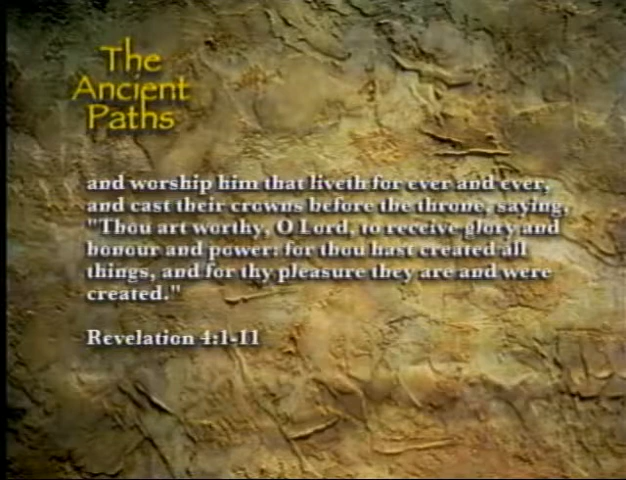 The
Ancient
Paths
and worship him that liveth for ever and ever,
and cast their crowns before the throne, saying,
"Thou art worthy, O Lord, to receive glory and
honour and power: for thou hast created all
things, and for thy pleasure they are and were
created."
Revelation 4:1-11